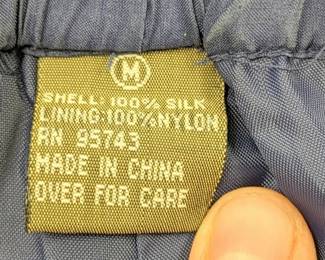 M
SHELL: 100% SILK
LINING: 100% NYLON
RN 95743
MADE IN CHINA
OVER FOR CARE